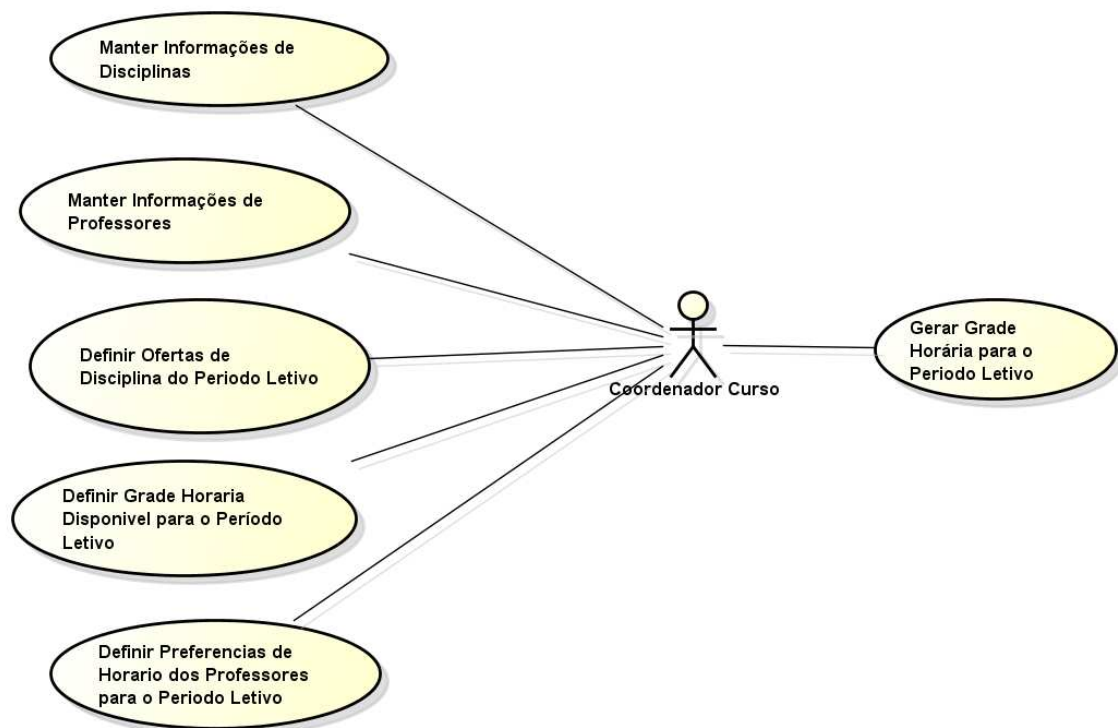 Manter Informações de
Disciplinas
Manter Informações de
Professores
Definir Ofertas de
Disciplina do Periodo Letivo
Definir Grade Horaria
Disponivel para o Período
Letivo
Definir Preferencias de
Horario dos Professores
para o Periodo Letivo
Coordenador Curso
Gerar Grade
Horária para o
Periodo Letivo